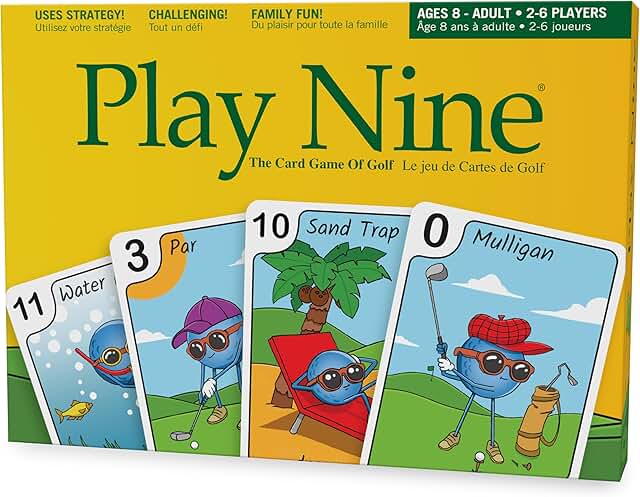 USES STRATEGY!
Utilisez votre stratégie
CHALLENGING!
Tout un défi
FAMILY FUN!
Du plaisir pour toute la famille
AGES 8 - ADULT • 2-6 PLAYERS
Âge 8 ans à adulte • 2-6 joueurs
Play Nine®
The Card Game Of Golf Le jeu de Cartes de Golf
11 Water
3 Par
10 Sand Trap
0 Mulligan